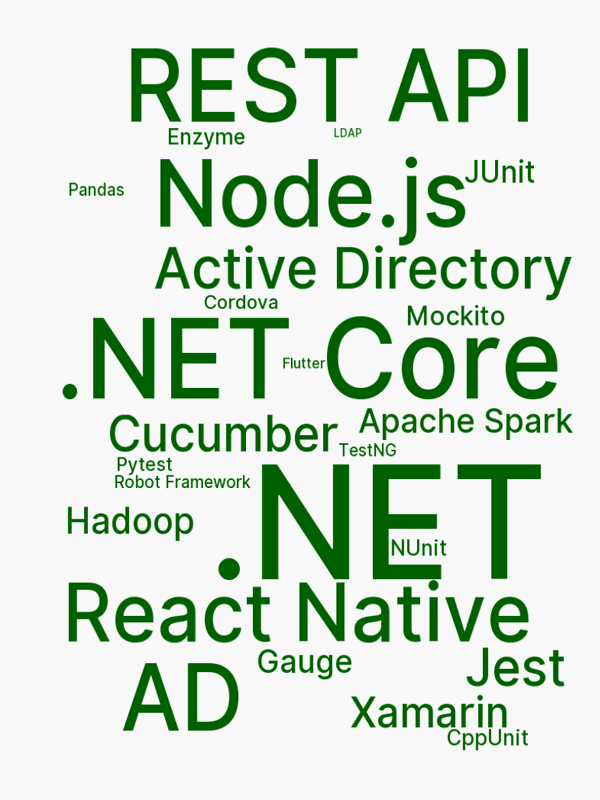 REST API
Enzyme
LDAP
Node.js
JUnit
Pandas
Active Directory
Cordova
Mockito
.NET Core
Flutter
Apache Spark
Cucumber
TestNG
Pytest
Robot Framework
.NET
Hadoop
NUnit
React Native
Gauge
Jest
AD
Xamarin
CppUnit